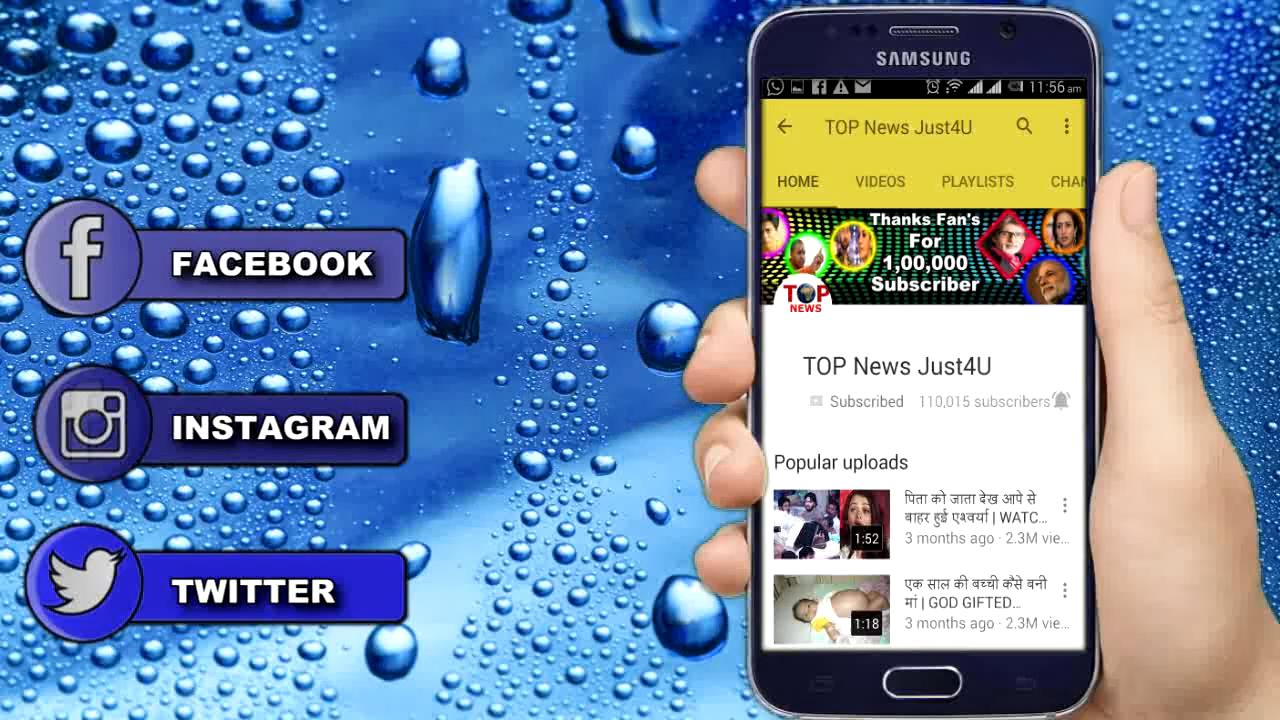 FACEBOOK
INSTAGRAM
TWITTER
SAMSUNG
11:56 am
TOP News Just4U
HOME VIDEOS PLAYLISTS CHAN
Thanks Fan's
For
1,00,000
Subscriber
TOP
NEWS
TOP News Just4U
Subscribed 110,015 subscribers
Popular uploads
पिता को जाता देख आपे से
बाहर हुई एश्वर्या | WATC...
3 months ago · 2.3M vie...
1:52
एक साल की बच्ची कैसे बनी
मां | GOD GIFTED...
3 months ago · 2.3M vie...
1:18